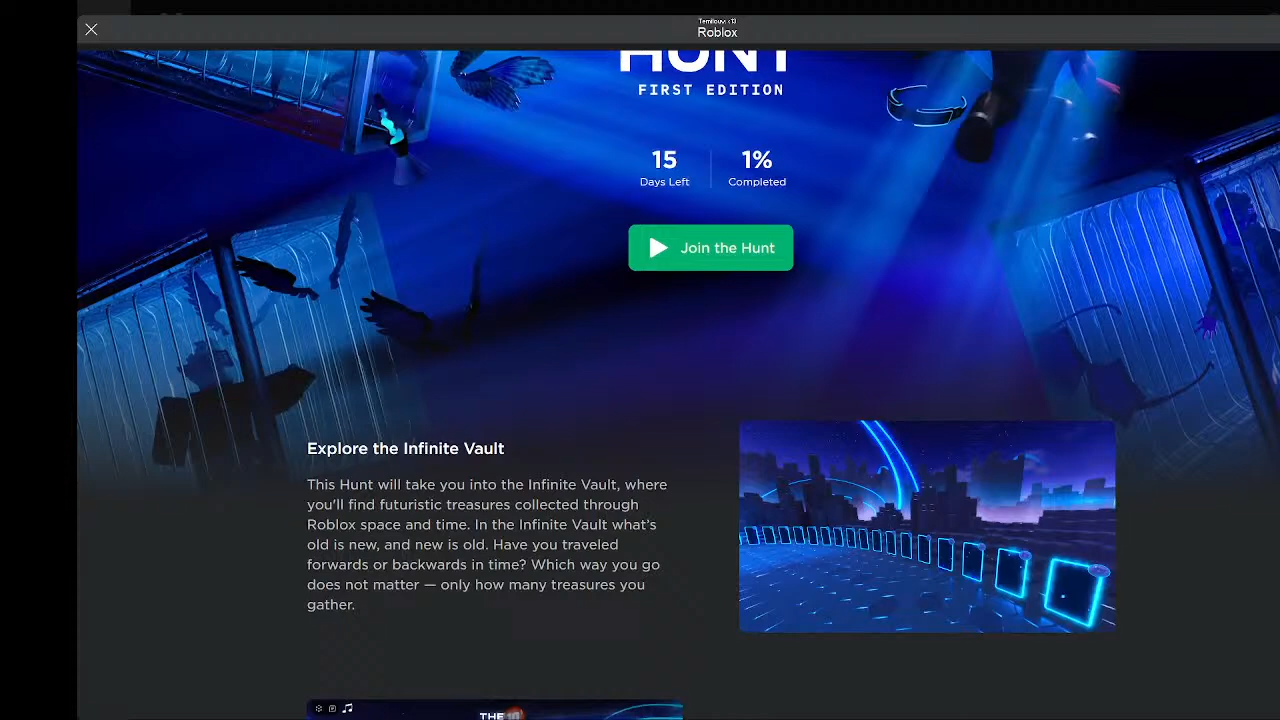 Roblox
HUNT
FIRST EDITION
15
Days Left
1%
Completed
Join the Hunt
Explore the Infinite Vault
This Hunt will take you into the Infinite Vault, where
you'll find futuristic treasures collected through
Roblox space and time. In the Infinite Vault what's
old is new, and new is old. Have you traveled
forwards or backwards in time? Which way you go
does not matter — only how many treasures you
gather.
THE